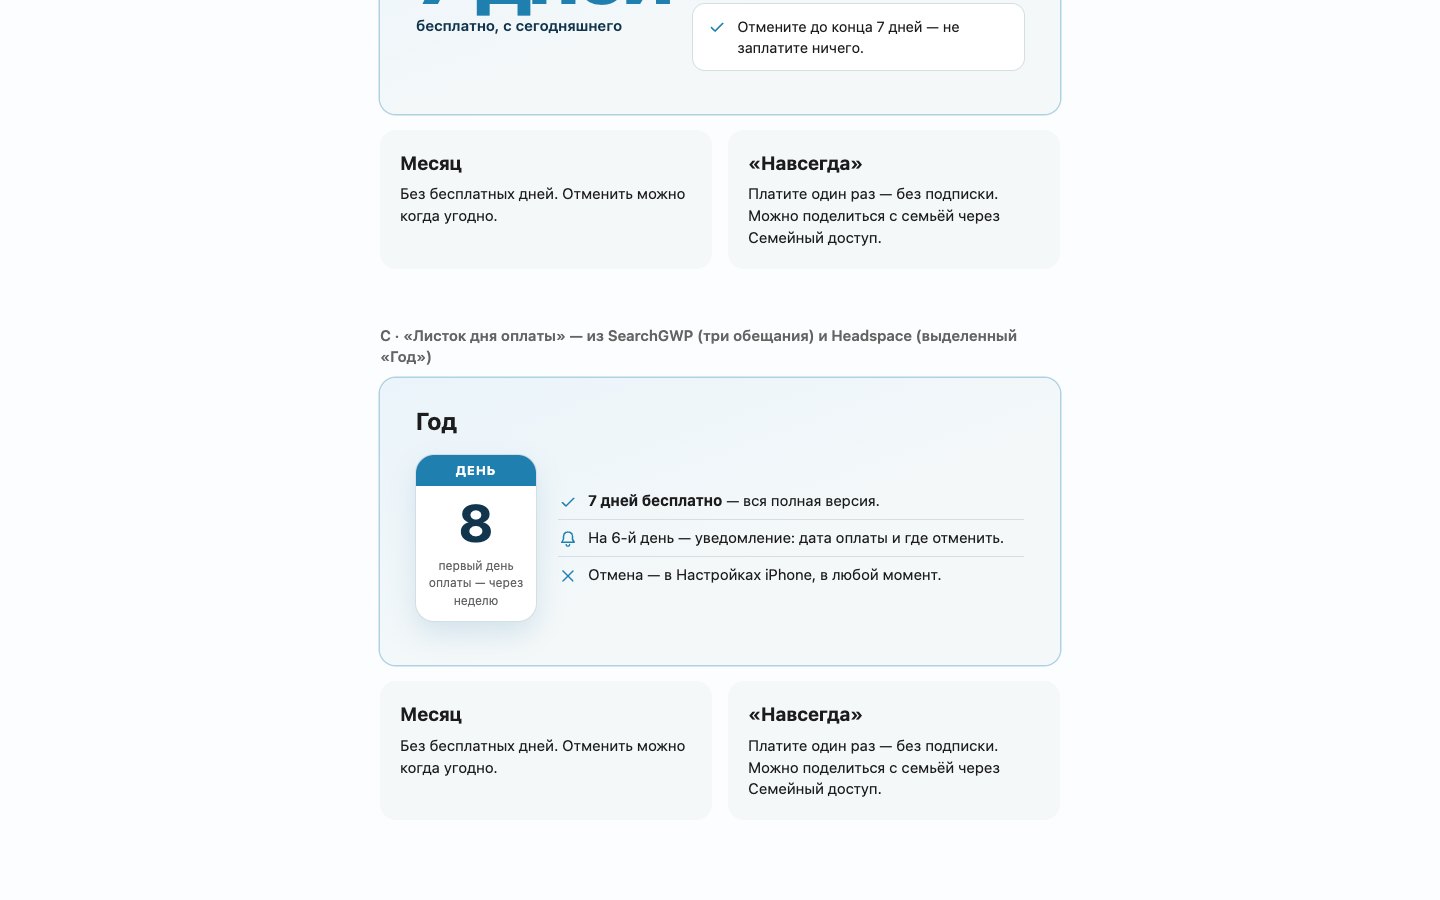 7 дней
бесплатно, с сегодняшнего
Отмените до конца 7 дней — не
заплатите ничего.
Месяц
Без бесплатных дней. Отменить можно
когда угодно.
«Навсегда»
Платите один раз — без подписки.
Можно поделиться с семьёй через
Семейный доступ.
C · «Листок дня оплаты» — из SearchGWP (три обещания) и Headspace (выделенный
«Год»)
Год
ДЕНЬ
8
первый день
оплаты — через
неделю
7 дней бесплатно — вся полная версия.
На 6-й день — уведомление: дата оплаты и где отменить.
Отмена — в Настройках iPhone, в любой момент.
Месяц
Без бесплатных дней. Отменить можно
когда угодно.
«Навсегда»
Платите один раз — без подписки.
Можно поделиться с семьёй через
Семейный доступ.